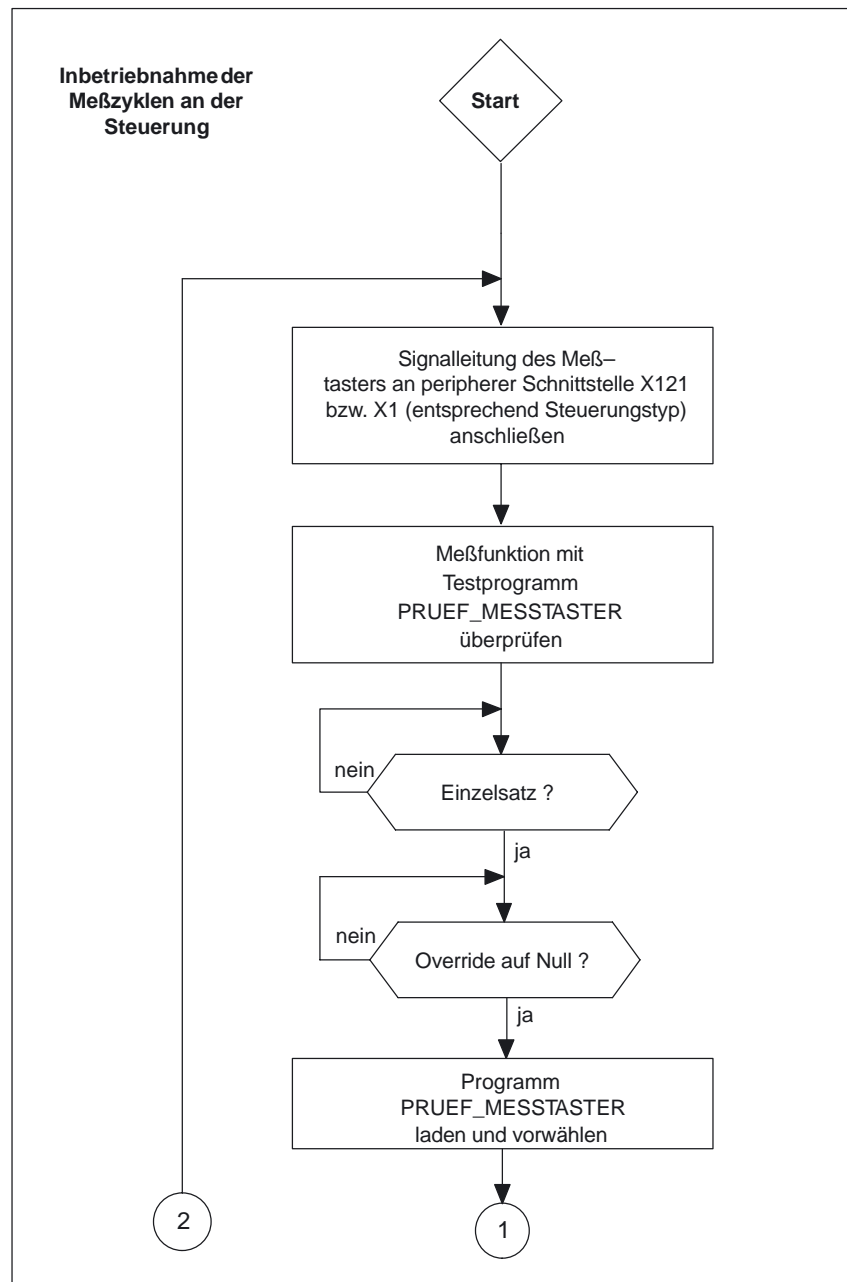 Inbetriebnahme der
Meßzyklen an der
Steuerung
Start
Signalleitung des Meß–
tasters an peripherer Schnittstelle X121
bzw. X1 (entsprechend Steuerungstyp)
anschließen
Meßfunktion mit
Testprogramm
PRUEF_MESSTASTER
überprüfen
nein
Einzelsatz ?
ja
nein
Override auf Null ?
ja
Programm
PRUEF_MESSTASTER
laden und vorwählen
2
1